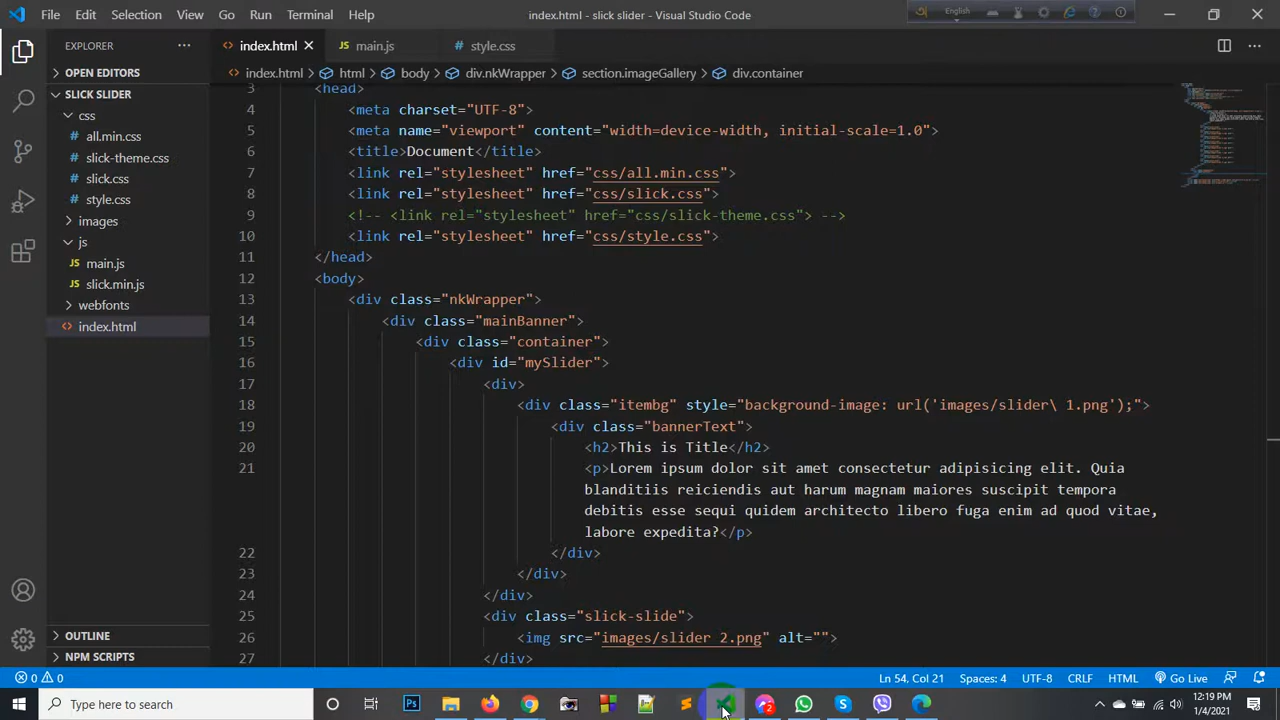 File Edit Selection View Go Run Terminal Help index.html - slick slider - Visual Studio Code English
EXPLORER index.html main.js style.css
OPEN EDITORS index.html html body div.nkWrapper section.imageGallery div.container
SLICK SLIDER
css
all.min.css
slick-theme.css
slick.css
style.css
images
js
main.js
slick.min.js
webfonts
index.html
OUTLINE
NPM SCRIPTS
3 <head>
4 <meta charset="UTF-8">
5 <meta name="viewport" content="width=device-width, initial-scale=1.0">
6 <title>Document</title>
7 <link rel="stylesheet" href="css/all.min.css">
8 <link rel="stylesheet" href="css/slick.css">
9 <!-- <link rel="stylesheet" href="css/slick-theme.css"> -->
10 <link rel="stylesheet" href="css/style.css">
11 </head>
12 <body>
13 <div class="nkWrapper">
14 <div class="mainBanner">
15 <div class="container">
16 <div id="mySlider">
17 <div>
18 <div class="itembg" style="background-image: url('images/slider\ 1.png');">
19 <div class="bannerText">
20 <h2>This is Title</h2>
21 <p>Lorem ipsum dolor sit amet consectetur adipisicing elit. Quia
blanditiis reiciendis aut harum magnam maiores suscipit tempora
debitis esse sequi quidem architecto libero fuga enim ad quod vitae,
labore expedita?</p>
22 </div>
23 </div>
24 </div>
25 <div class="slick-slide">
26 <img src="images/slider 2.png" alt="">
27 </div>
0 0 Ln 54, Col 21 Spaces: 4 UTF-8 CRLF HTML Go Live
Type here to search 12:19 PM
1/4/2021